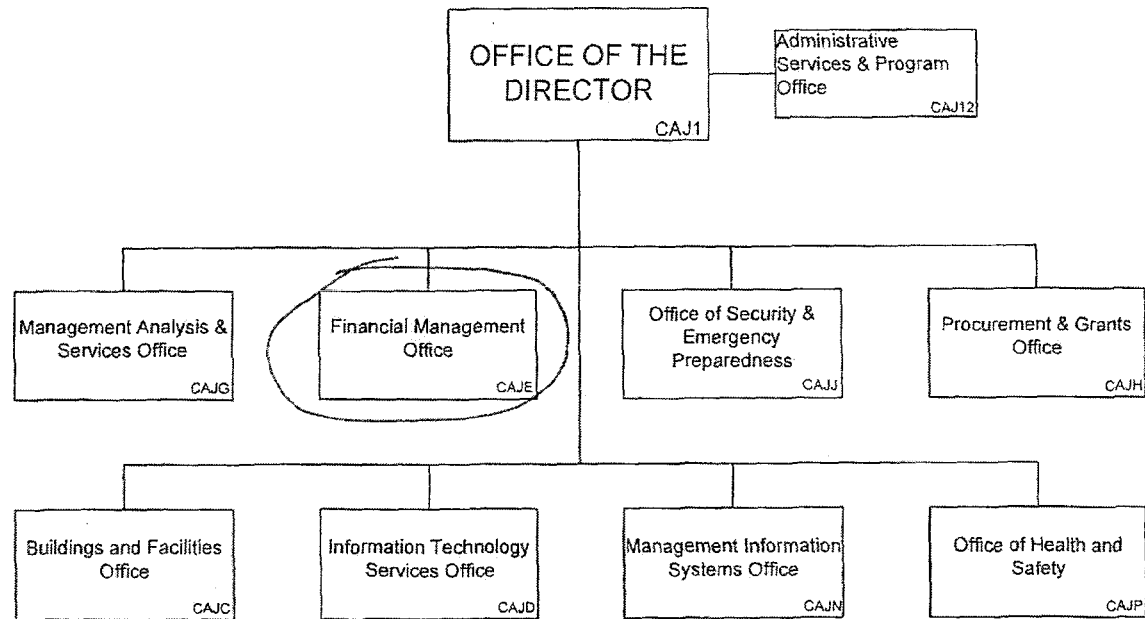 OFFICE OF THE
DIRECTOR
CAJ1
Administrative
Services & Program
Office
CAJ12
Management Analysis &
Services Office
CAJG
Financial Management
Office
CAJE
Office of Security &
Emergency
Preparedness
CAJJ
Procurement & Grants
Office
CAJH
Buildings and Facilities
Office
CAJC
Information Technology
Services Office
CAJD
Management Information
Systems Office
CAJN
Office of Health and
Safety
CAJP